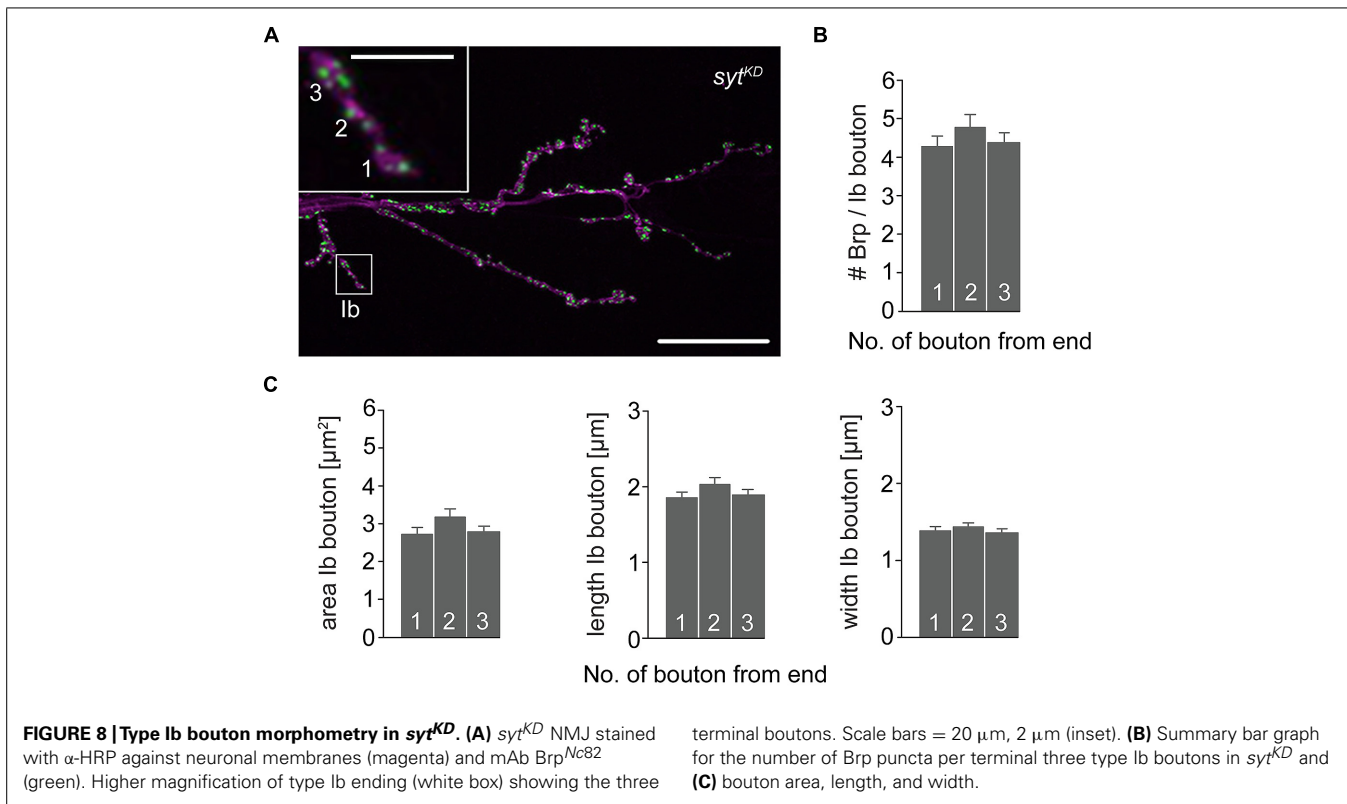 A
B
syt^KD
3
2
1
Ib
6
5
4
3
2
1
0
# Brp / Ib bouton
1 2 3
No. of bouton from end
C
6
5
4
3
2
1
0
area Ib bouton [µm²]
1 2 3
3
2
1
0
length Ib bouton [µm]
1 2 3
3
2
1
0
width Ib bouton [µm]
1 2 3
No. of bouton from end
FIGURE 8 | Type Ib bouton morphometry in syt^KD. (A) syt^KD NMJ stained
with α-HRP against neuronal membranes (magenta) and mAb Brp^Nc82
(green). Higher magnification of type Ib ending (white box) showing the three
terminal boutons. Scale bars = 20 µm, 2 µm (inset). (B) Summary bar graph
for the number of Brp puncta per terminal three type Ib boutons in syt^KD and
(C) bouton area, length, and width.